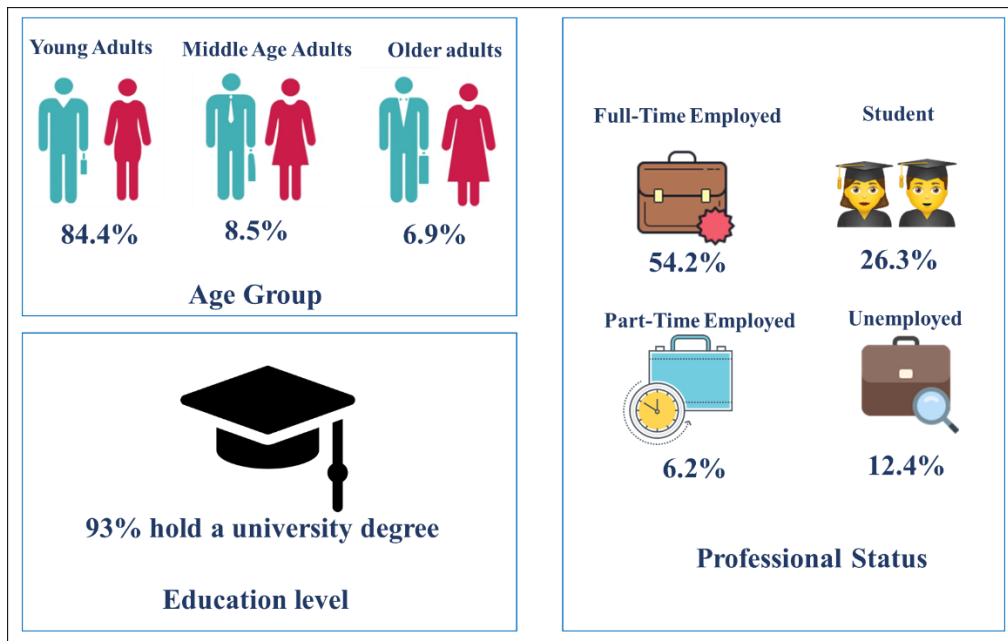 Young Adults
Middle Age Adults
Older adults
84.4%
8.5%
6.9%
Age Group
93% hold a university degree
Education level
Full-Time Employed
Student
54.2%
26.3%
Part-Time Employed
Unemployed
6.2%
12.4%
Professional Status